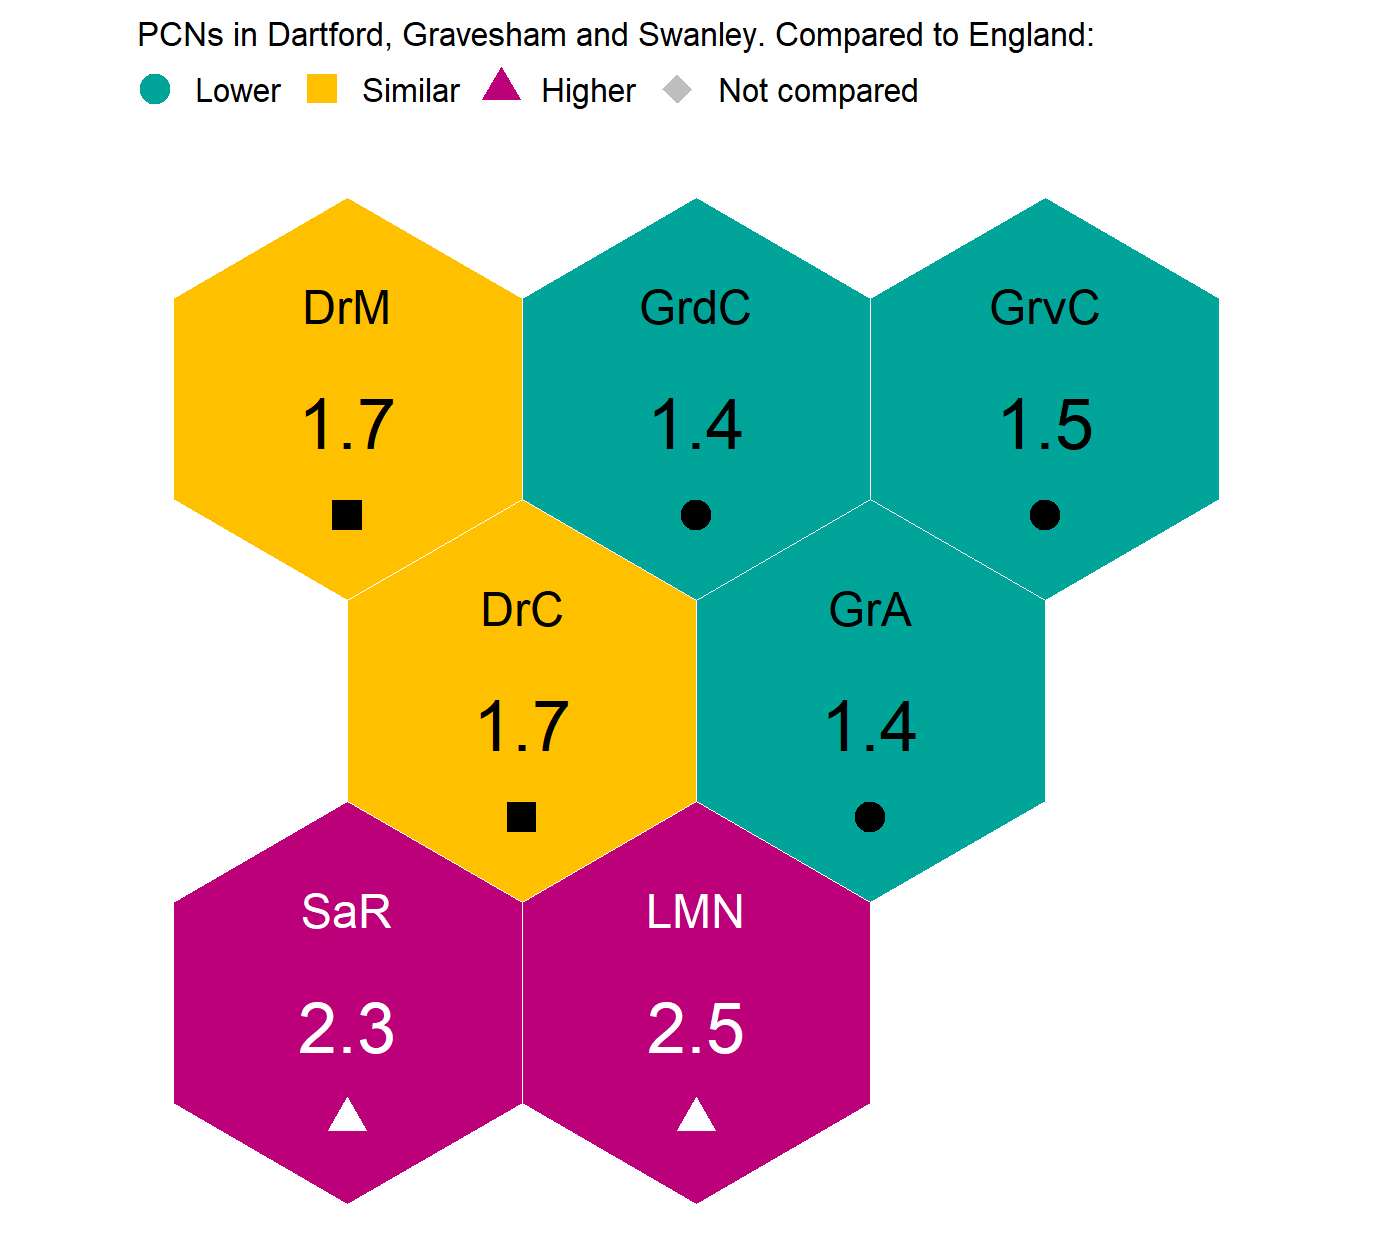 PCNs in Dartford, Gravesham and Swanley. Compared to England:
Lower Similar Higher Not compared
DrM GrdC GrvC
1.7 1.4 1.5
DrC GrA
1.7 1.4
SaR LMN
2.3 2.5